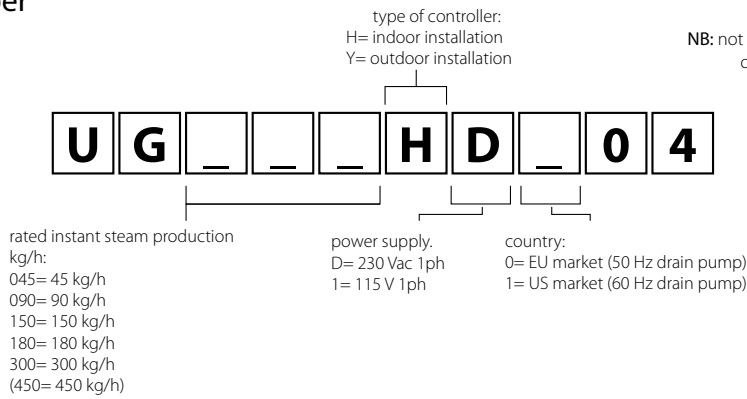 type of controller:
H= indoor installation
Y= outdoor installation
NB: not
U G _ _ _ H D _ 0 4
rated instant steam production
kg/h:
045= 45 kg/h
090= 90 kg/h
150= 150 kg/h
180= 180 kg/h
300= 300 kg/h
(450= 450 kg/h)
power supply.
D= 230 Vac 1ph
1= 115 V 1ph
country:
0= EU market (50 Hz drain pump)
1= US market (60 Hz drain pump)